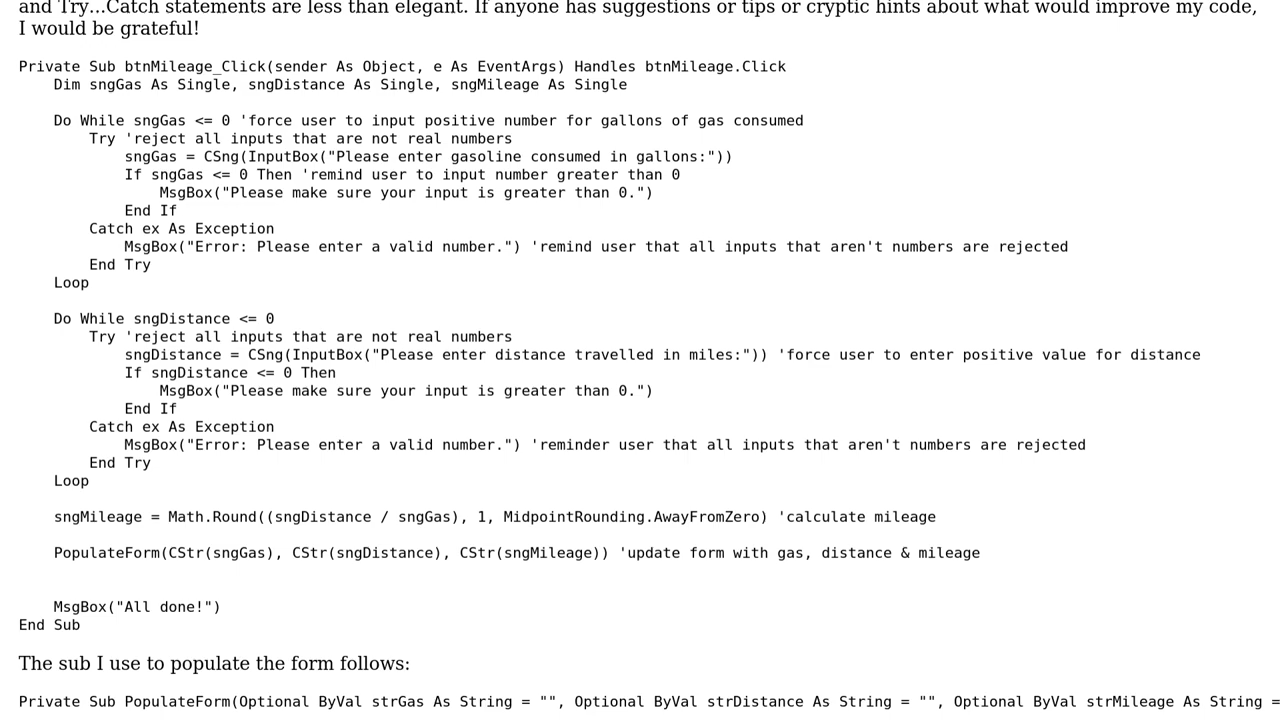 and Try...Catch statements are less than elegant. If anyone has suggestions or tips or cryptic hints about what would improve my code,
I would be grateful!
Private Sub btnMileage_Click(sender As Object, e As EventArgs) Handles btnMileage.Click
    Dim sngGas As Single, sngDistance As Single, sngMileage As Single
    Do While sngGas <= 0 'force user to input positive number for gallons of gas consumed
        Try 'reject all inputs that are not real numbers
            sngGas = CSng(InputBox("Please enter gasoline consumed in gallons:"))
            If sngGas <= 0 Then 'remind user to input number greater than 0
                MsgBox("Please make sure your input is greater than 0.")
            End If
        Catch ex As Exception
            MsgBox("Error: Please enter a valid number.") 'remind user that all inputs that aren't numbers are rejected
        End Try
    Loop
    Do While sngDistance <= 0
        Try 'reject all inputs that are not real numbers
            sngDistance = CSng(InputBox("Please enter distance travelled in miles:")) 'force user to enter positive value for distance
            If sngDistance <= 0 Then
                MsgBox("Please make sure your input is greater than 0.")
            End If
        Catch ex As Exception
            MsgBox("Error: Please enter a valid number.") 'reminder user that all inputs that aren't numbers are rejected
        End Try
    Loop
    sngMileage = Math.Round((sngDistance / sngGas), 1, MidpointRounding.AwayFromZero) 'calculate mileage
    PopulateForm(CStr(sngGas), CStr(sngDistance), CStr(sngMileage)) 'update form with gas, distance & mileage
    MsgBox("All done!")
End Sub
The sub I use to populate the form follows:
Private Sub PopulateForm(Optional ByVal strGas As String = "", Optional ByVal strDistance As String = "", Optional ByVal strMileage As String =